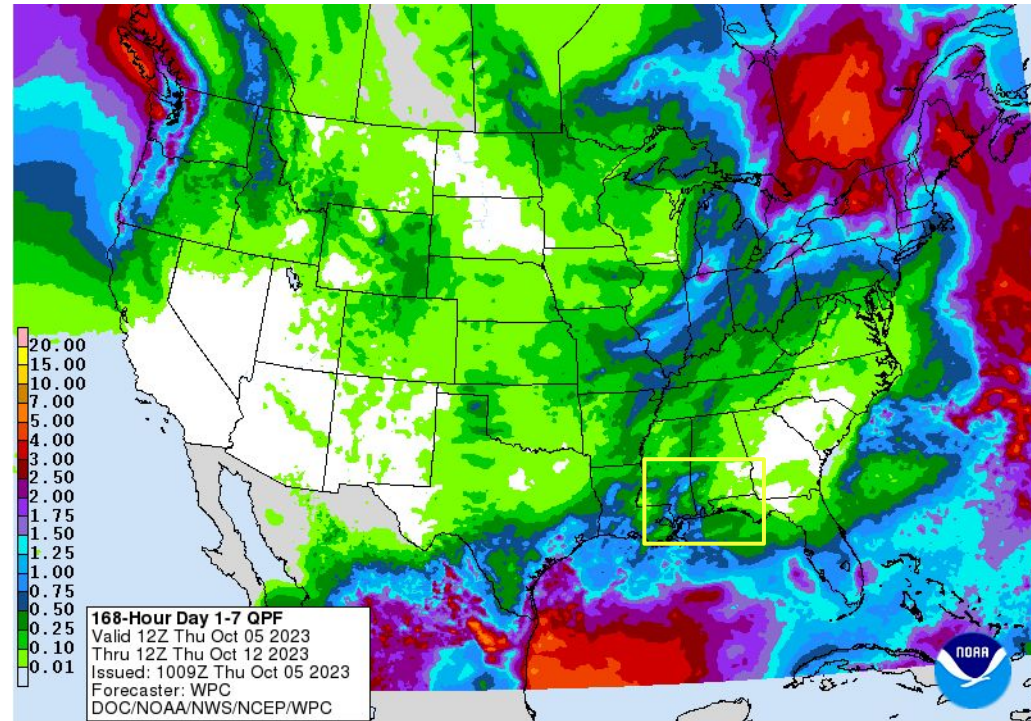 20.00
15.00
10.00
7.00
5.00
4.00
3.00
2.50
2.00
1.75
1.50
1.25
1.00
0.75
0.50
0.25
0.10
0.01
168-Hour Day 1-7 QPF
Valid 12Z Thu Oct 05 2023
Thru 12Z Thu Oct 12 2023
Issued: 1009Z Thu Oct 05 2023
Forecaster: WPC
DOC/NOAA/NWS/NCEP/WPC
NOAA